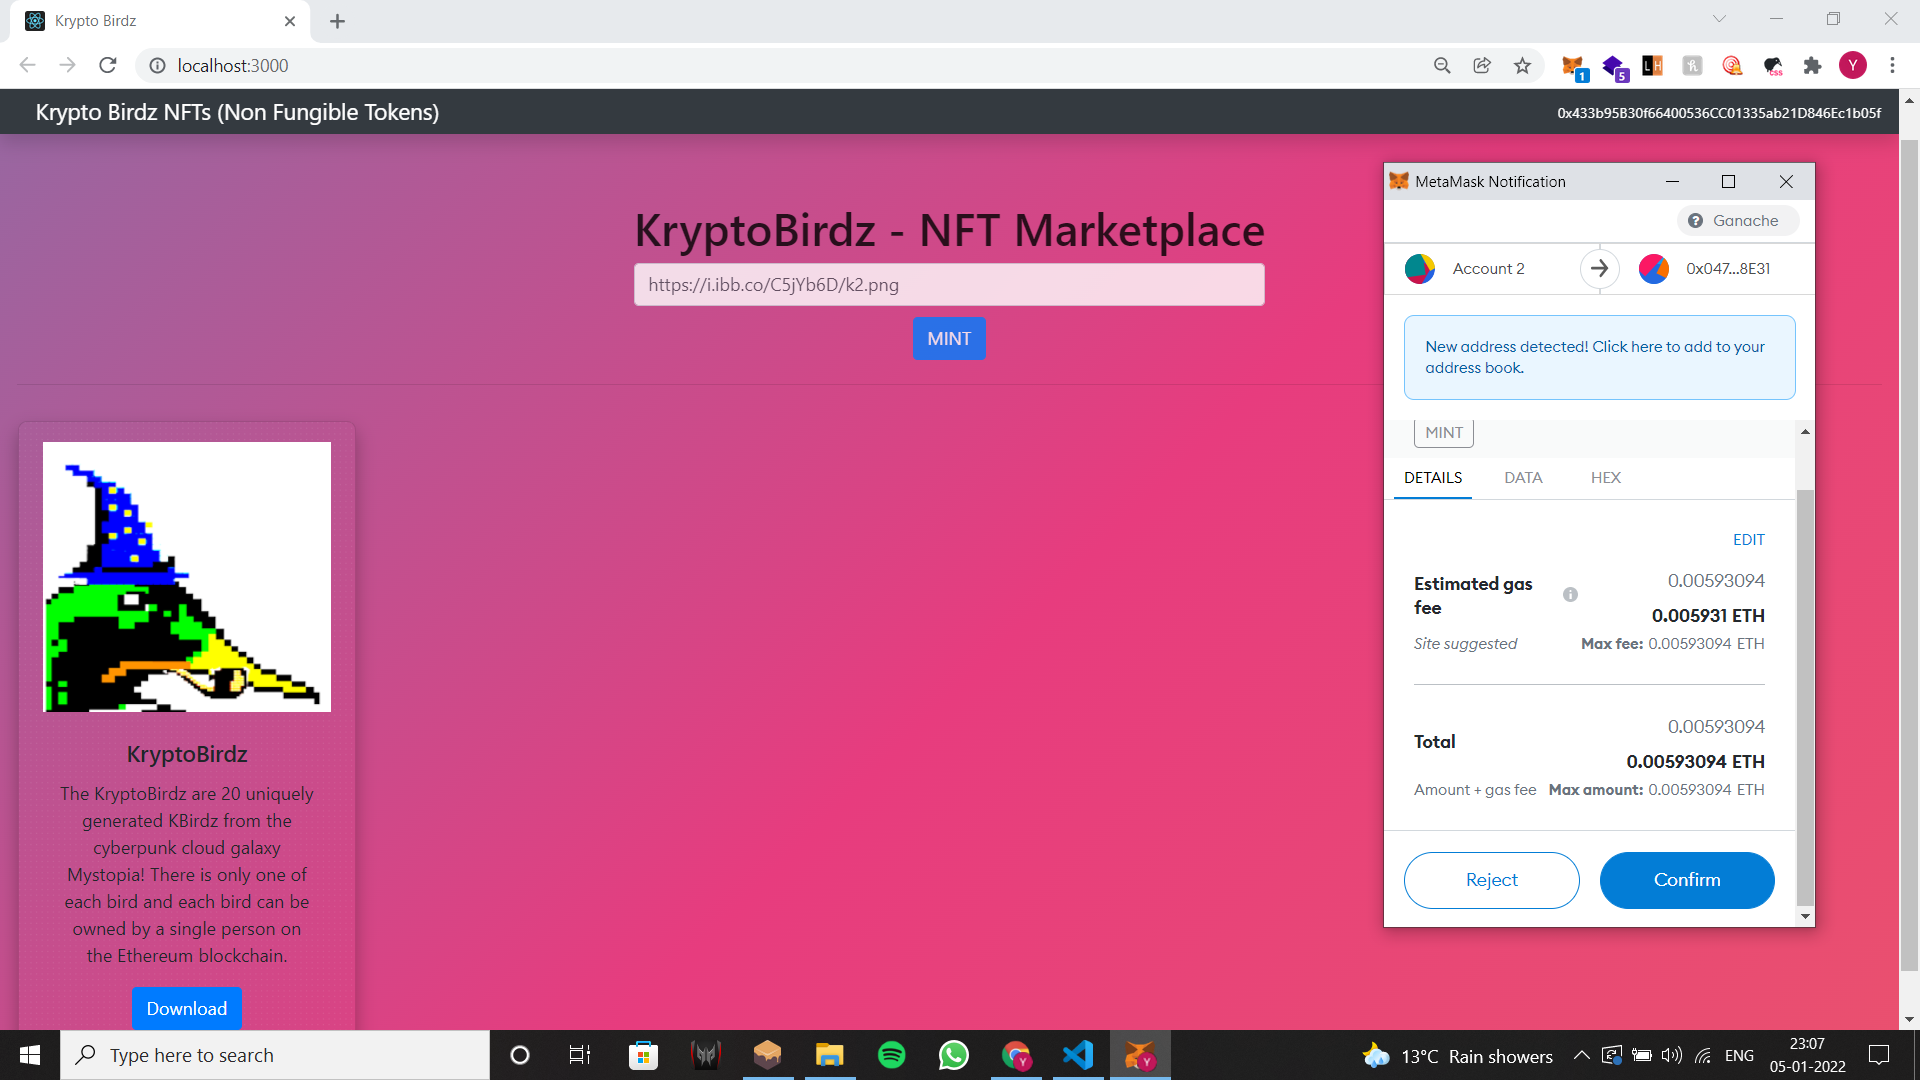 Krypto Birdz
localhost:3000
1
5
LH
css
Y
Krypto Birdz NFTs (Non Fungible Tokens)
0x433b95B30f66400536CC01335ab21D846Ec1b05f
KryptoBirdz - NFT Marketplace
https://i.ibb.co/C5jYb6D/k2.png
MINT
KryptoBirdz
The KryptoBirdz are 20 uniquely
generated KBirdz from the
cyberpunk cloud galaxy
Mystopia! There is only one of
each bird and each bird can be
owned by a single person on
the Ethereum blockchain.
Download
MetaMask Notification
Ganache
Account 2
0x047...8E31
New address detected! Click here to add to your
address book.
MINT
DETAILS
DATA
HEX
EDIT
Estimated gas
fee
0.00593094
0.005931 ETH
Site suggested
Max fee: 0.00593094 ETH
Total
0.00593094
0.00593094 ETH
Amount + gas fee
Max amount: 0.00593094 ETH
Reject
Confirm
Type here to search
Y
Y
13°C Rain showers
ENG
23:07
05-01-2022